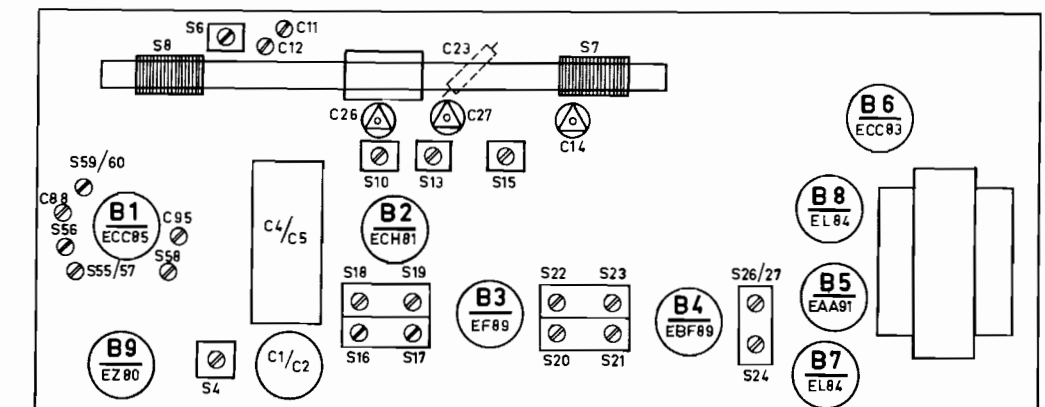 S6
C11
C12
S8
C23
S7
C26
C27
C14
B6
ECC83
S10
S13
S15
S59/60
C88
B1
ECC85
C95
S56
S55/57
S58
C4/C5
B2
ECH81
B8
EL84
S18
S19
S16
S17
B3
EF89
S22
S23
S20
S21
B4
EBF89
S26/27
S24
B5
EAA91
B9
EZ80
S4
C1/C2
B7
EL84